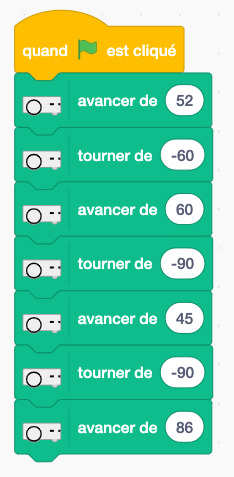 quand est cliqué
avancer de 52
tourner de -60
avancer de 60
tourner de -90
avancer de 45
tourner de -90
avancer de 86